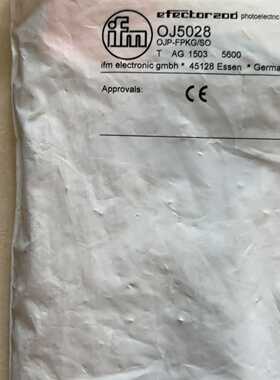 ifm
efector200 photoelectric
OJ5028
OJP-FPKG/SO
T AG 1503 5600
ifm electronic gmbh * 45128 Essen * Germa
Approvals:
CE